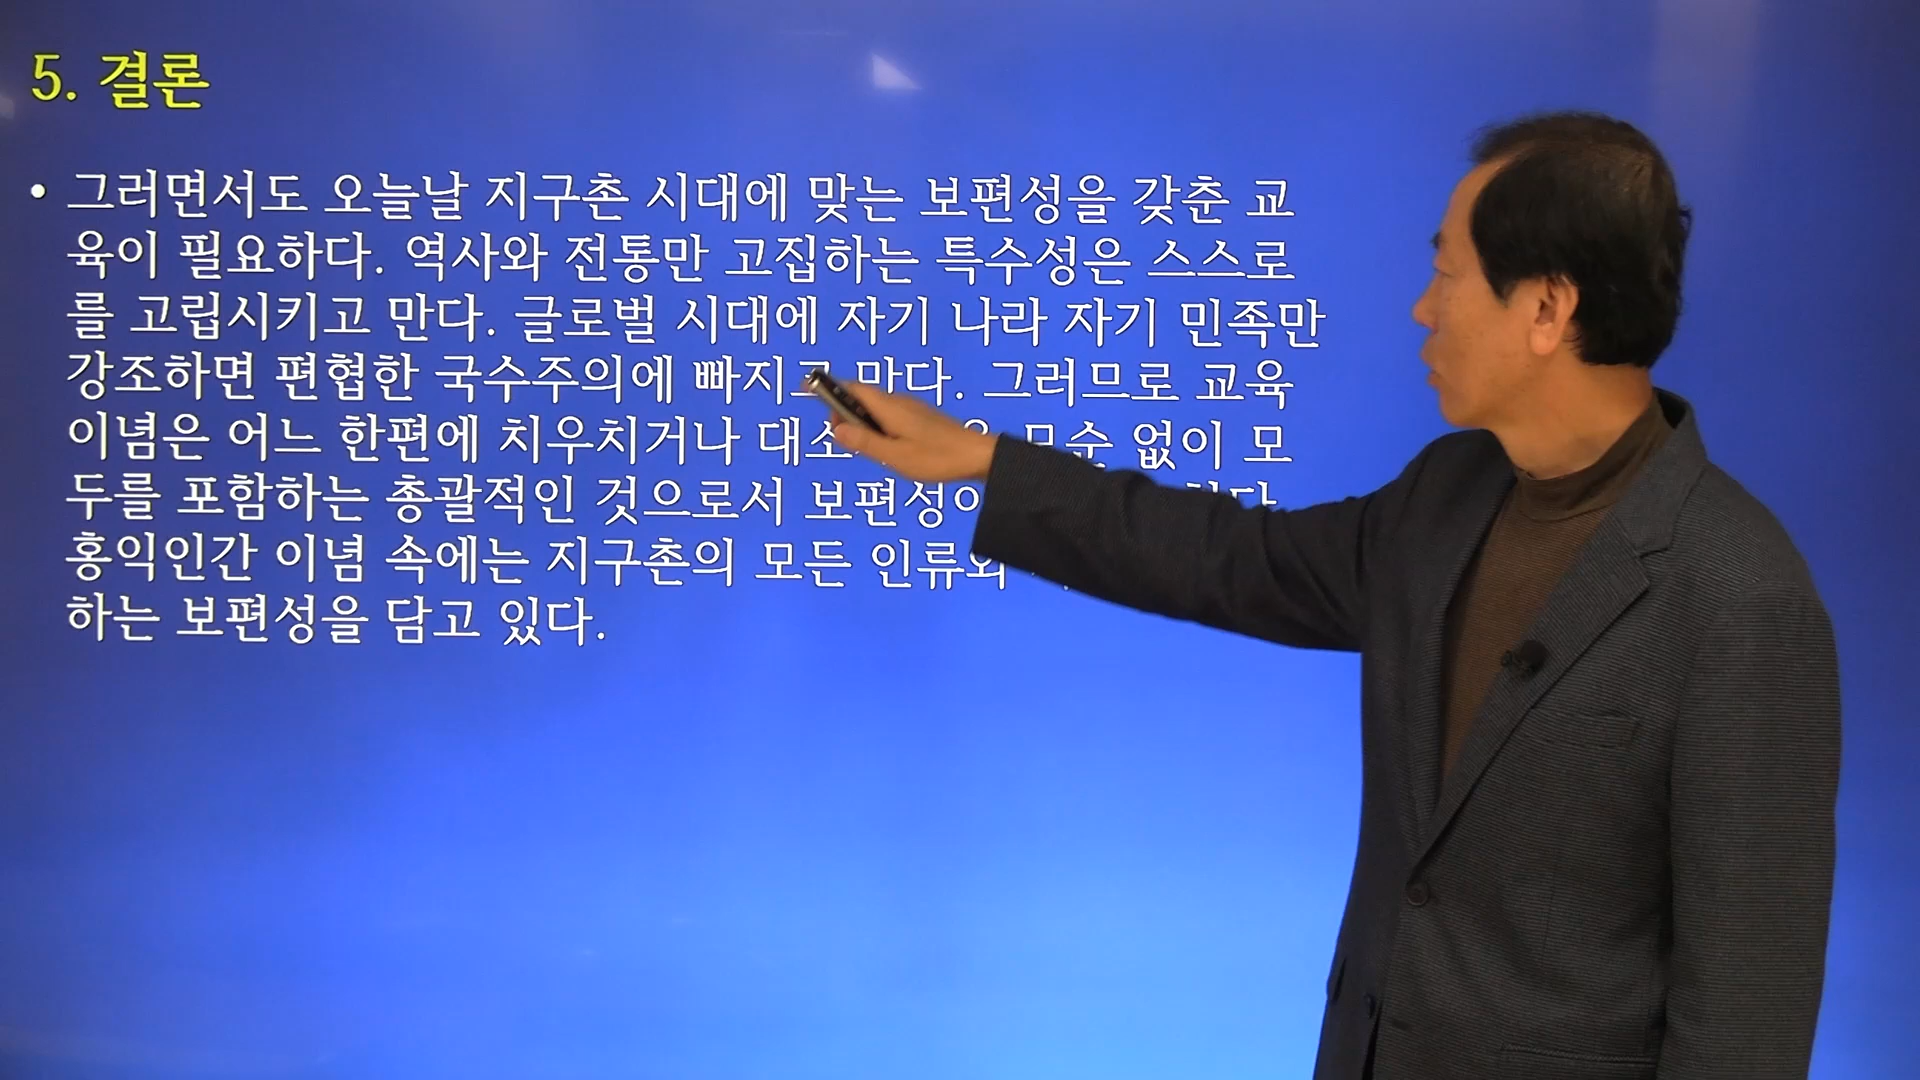 5. 결론
• 그러면서도 오늘날 지구촌 시대에 맞는 보편성을 갖춘 교
육이 필요하다. 역사와 전통만 고집하는 특수성은 스스로
를 고립시키고 만다. 글로벌 시대에 자기 나라 자기 민족만
강조하면 편협한 국수주의에 빠지고 만다. 그러므로 교육
이념은 어느 한편에 치우치거나 모순 없이 모
두를 포함하는 총괄적인 것으로서
홍익인간 이념 속에는 지구촌의 모든 인류와
하는 보편성을 담고 있다.